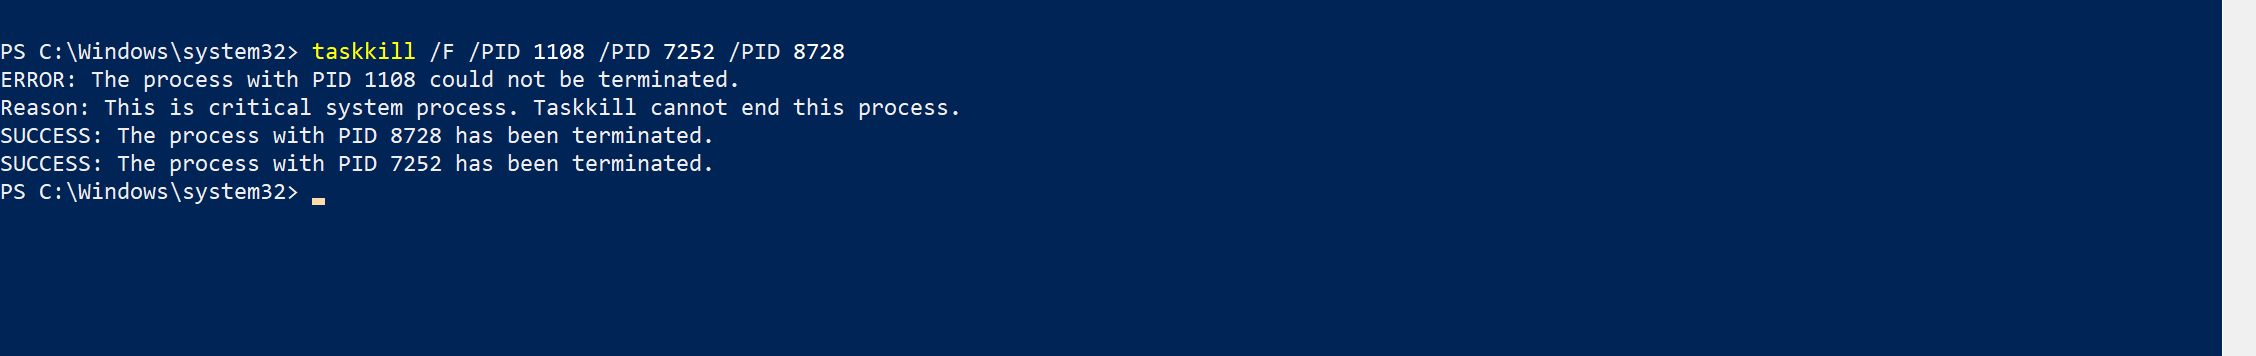 PS C:\Windows\system32> taskkill /F /PID 1108 /PID 7252 /PID 8728
ERROR: The process with PID 1108 could not be terminated.
Reason: This is critical system process. Taskkill cannot end this process.
SUCCESS: The process with PID 8728 has been terminated.
SUCCESS: The process with PID 7252 has been terminated.
PS C:\Windows\system32>